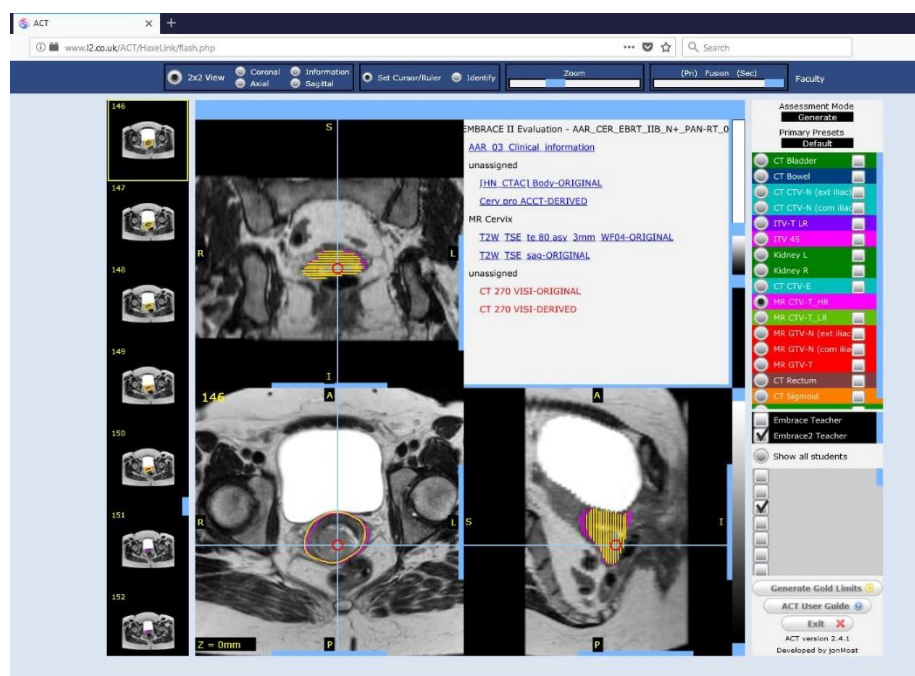 ACT
www.l2.co.uk/ACT/HaxeLink/flash.php
Search
2x2 View
Coronal
Axial
Information
Sagittal
Set Cursor/Ruler
Identify
Zoom
(Pri) Fusion (Sec)
Faculty
146
147
148
149
150
151
152
S
R
L
I
EMBRACE II Evaluation - AAR_CER_EBRT_IIB_N+_PAN-RT_0
AAR 03 Clinical information
unassigned
[HN CTAC] Body-ORIGINAL
Cerv pro ACCT-DERIVED
MR Cervix
T2W TSE te 80 asy 3mm WF04-ORIGINAL
T2W TSE sag-ORIGINAL
unassigned
CT 270 VISI-ORIGINAL
CT 270 VISI-DERIVED
146
A
R
L
P
Z = 0mm
A
S
I
P
Assessment Mode
Generate
Primary Presets
Default
CT Bladder
CT Bowel
CT CTV-N (ext iliac)
CT CTV-N (com iliac
ITV-T LR
ITV 45
Kidney L
Kidney R
CT CTV-E
MR CTV-T_HR
MR CTV-T_LR
MR GTV-N (ext iliac
MR GTV-N (com ilia
MR GTV-T
CT Rectum
CT Sigmoid
Embrace Teacher
Embrace2 Teacher
Show all students
Generate Gold Limits
ACT User Guide
Exit
ACT version 2.4.1
Developed by jonMoat